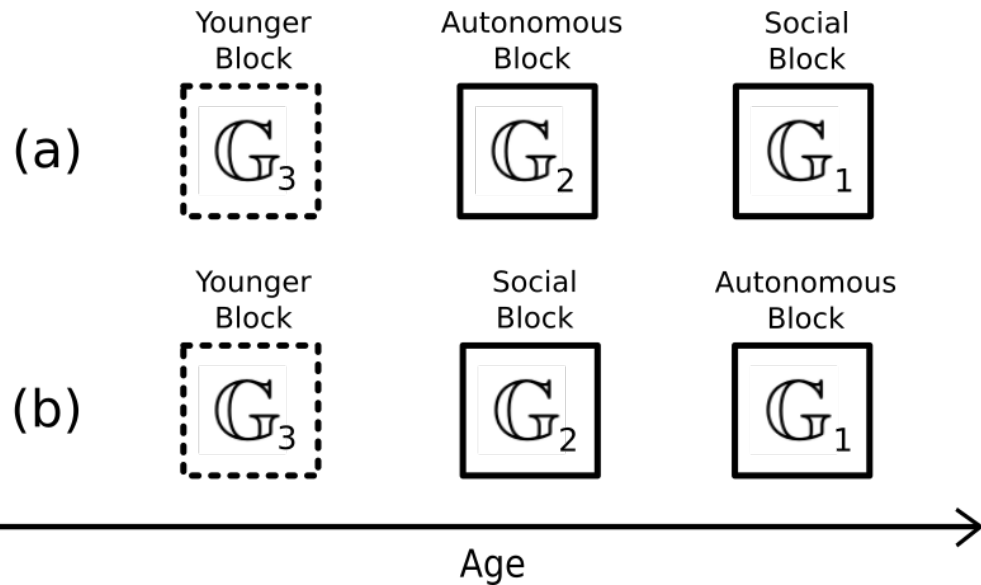 Younger Autonomous Social
Block Block Block
(a) 𝔾3 𝔾2 𝔾1
Younger Social Autonomous
Block Block Block
(b) 𝔾3 𝔾2 𝔾1
Age